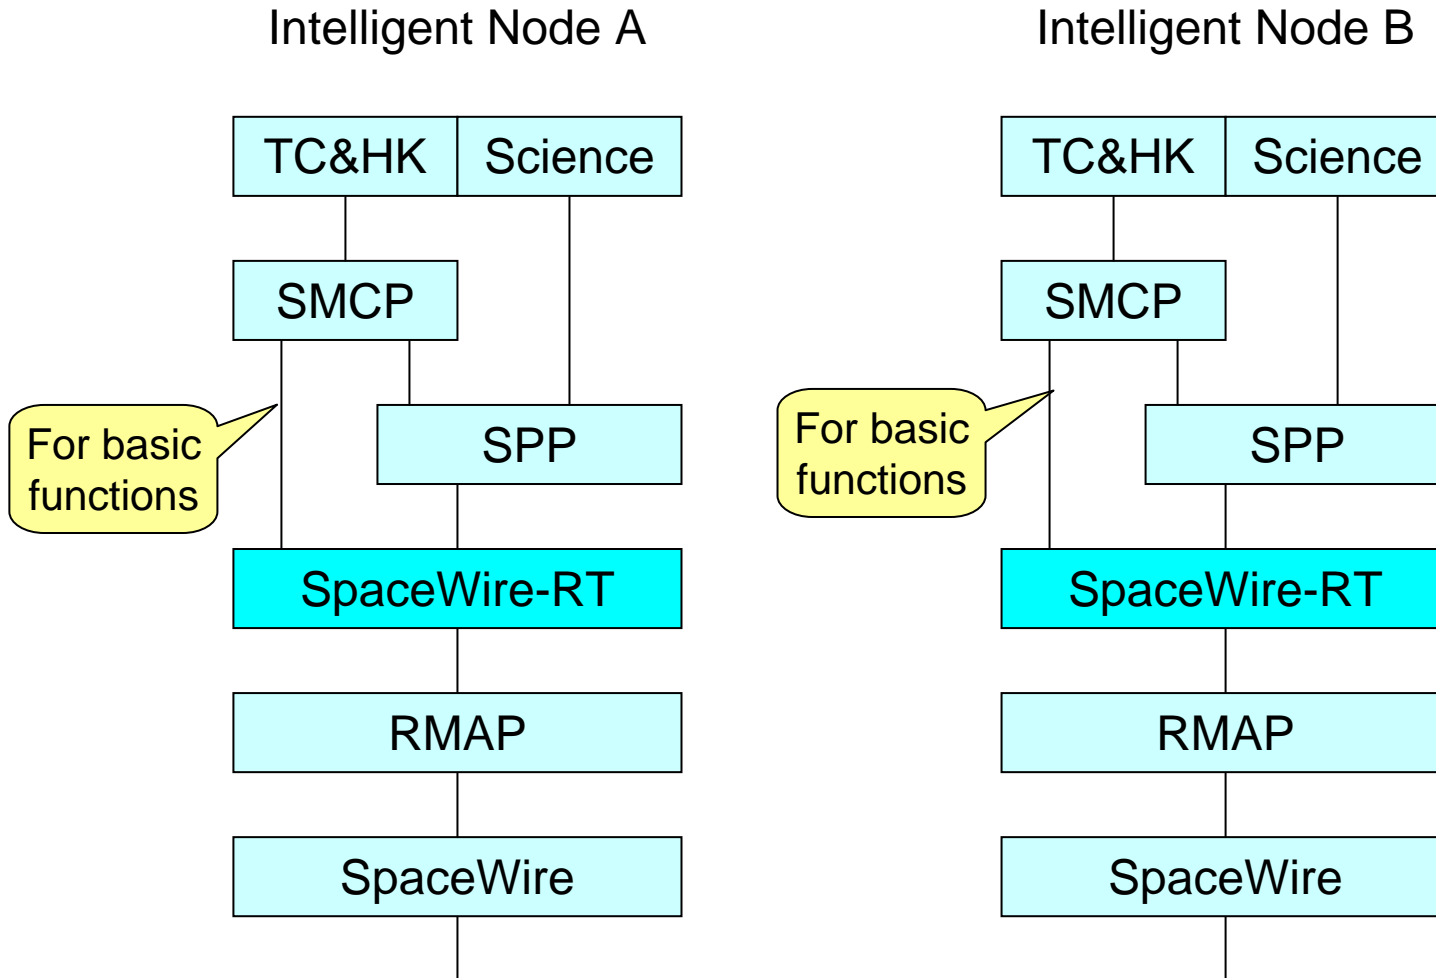 Intelligent Node A
TC&HK Science
SMCP
For basic
functions
SPP
SpaceWire-RT
RMAP
SpaceWire
Intelligent Node B
TC&HK Science
SMCP
For basic
functions
SPP
SpaceWire-RT
RMAP
SpaceWire